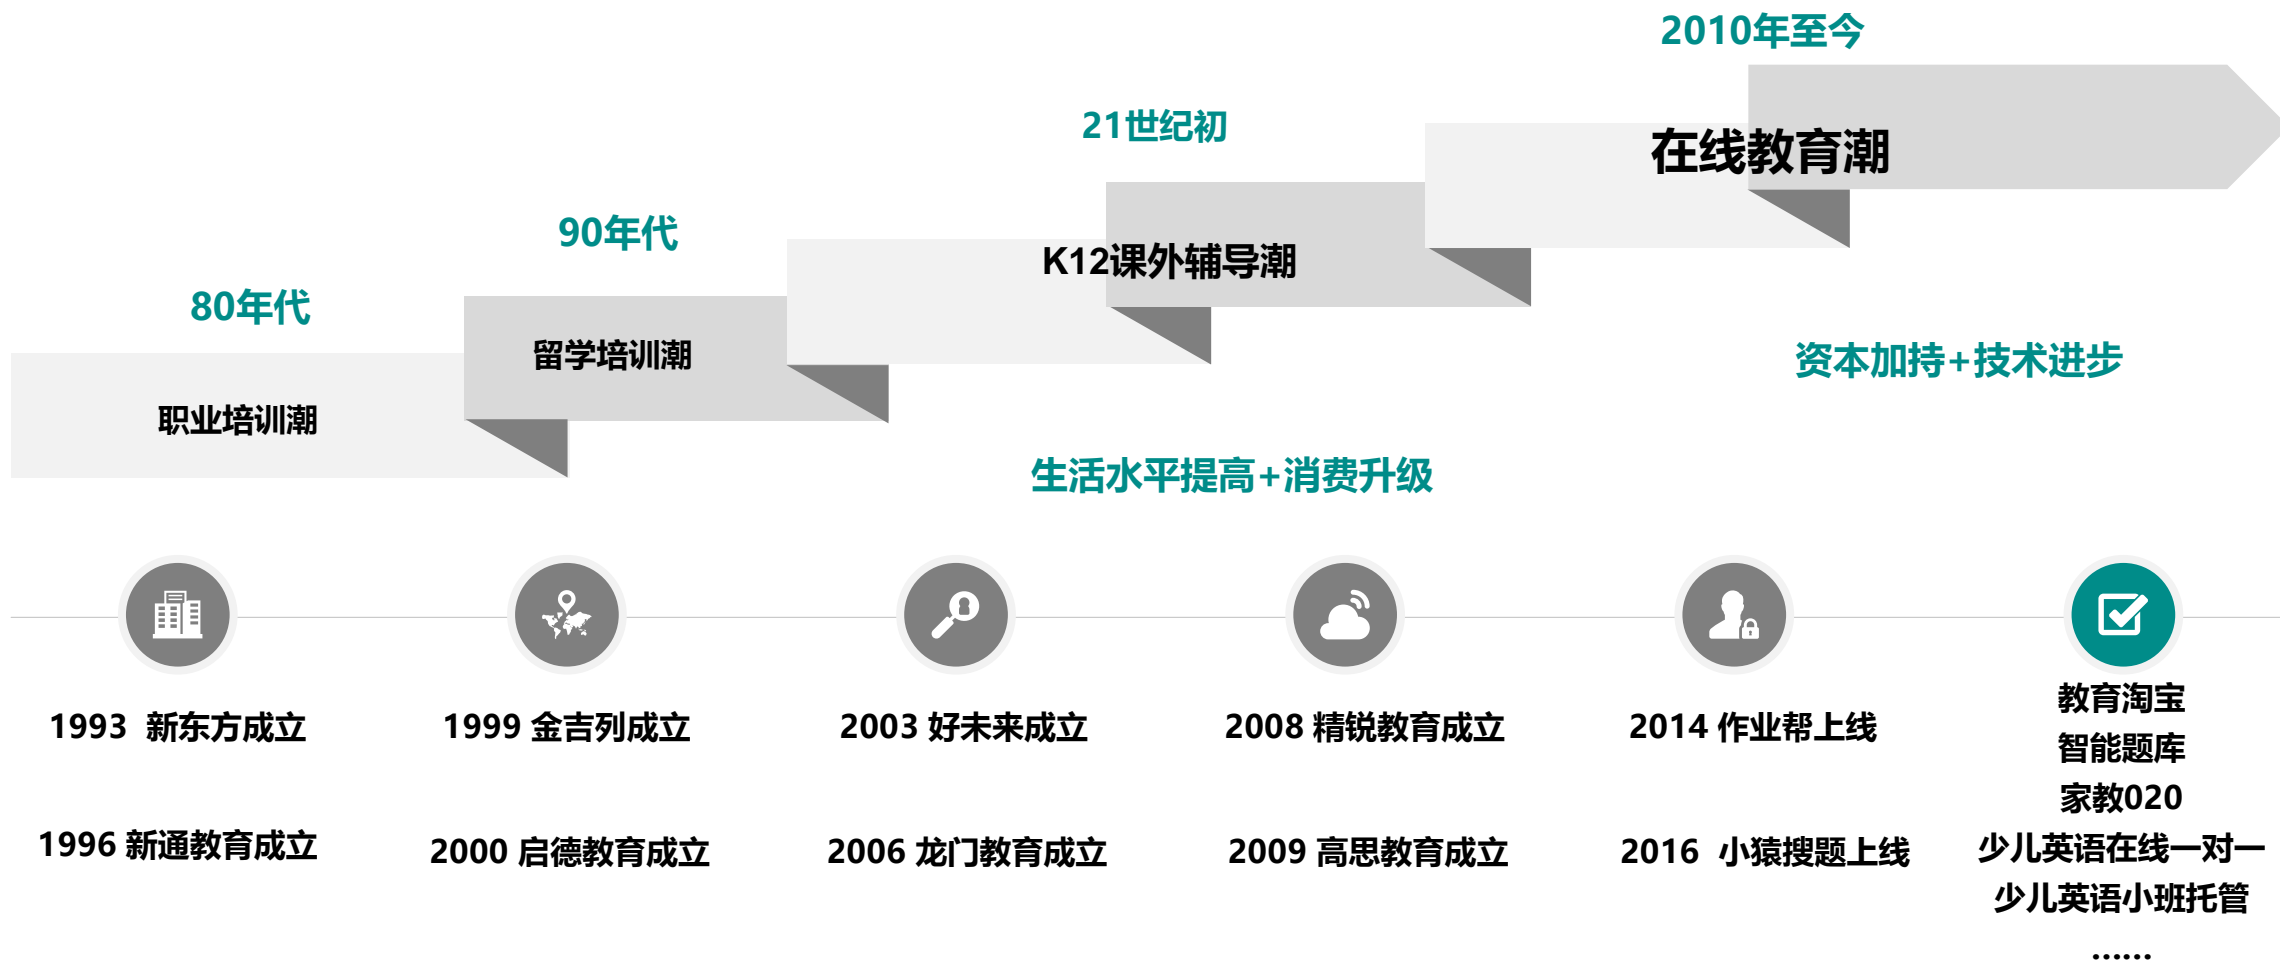 2010年至今
21世纪初
在线教育潮
90年代
K12课外辅导潮
80年代
留学培训潮
资本加持+技术进步
职业培训潮
生活水平提高+消费升级
1993 新东方成立
1996 新通教育成立
1999 金吉列成立
2000 启德教育成立
2003 好未来成立
2006 龙门教育成立
2008 精锐教育成立
2009 高思教育成立
2014 作业帮上线
2016 小猿搜题上线
教育淘宝
智能题库
家教020
少儿英语在线一对一
少儿英语小班托管
……